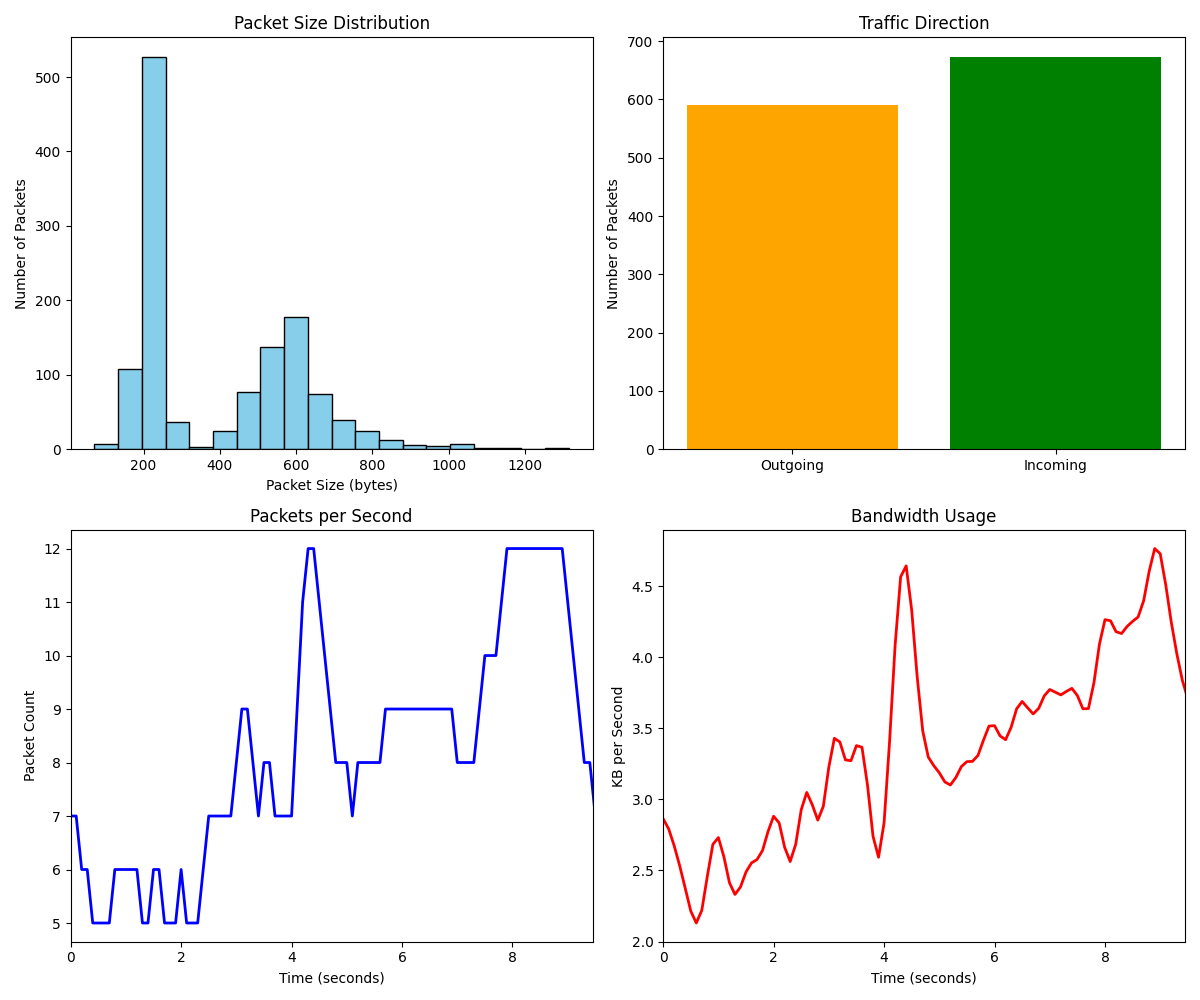 Packet Size Distribution
Number of Packets
500
400
300
200
100
0
200 400 600 800 1000 1200
Packet Size (bytes)
Traffic Direction
Number of Packets
700
600
500
400
300
200
100
0
Outgoing Incoming
Packets per Second
Packet Count
12
11
10
9
8
7
6
5
0 2 4 6 8
Time (seconds)
Bandwidth Usage
KB per Second
4.5
4.0
3.5
3.0
2.5
2.0
0 2 4 6 8
Time (seconds)